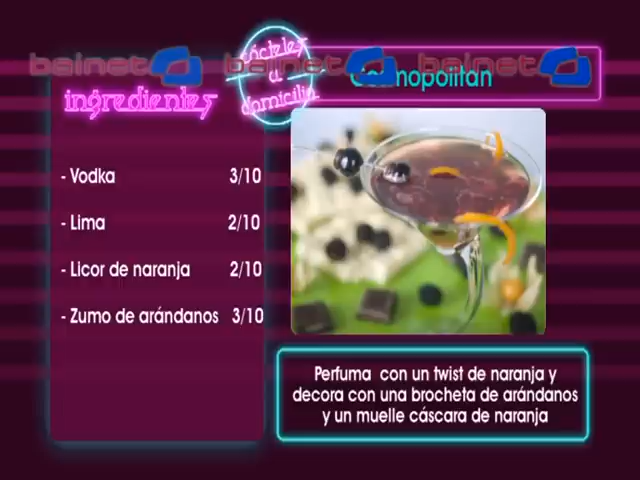 bainet bainet bainet
cócteles
a
domicilio
Cosmopolitan
ingredientes
- Vodka 3/10
- Lima 2/10
- Licor de naranja 2/10
- Zumo de arándanos 3/10
Perfuma con un twist de naranja y
decora con una brocheta de arándanos
y un muelle cáscara de naranja